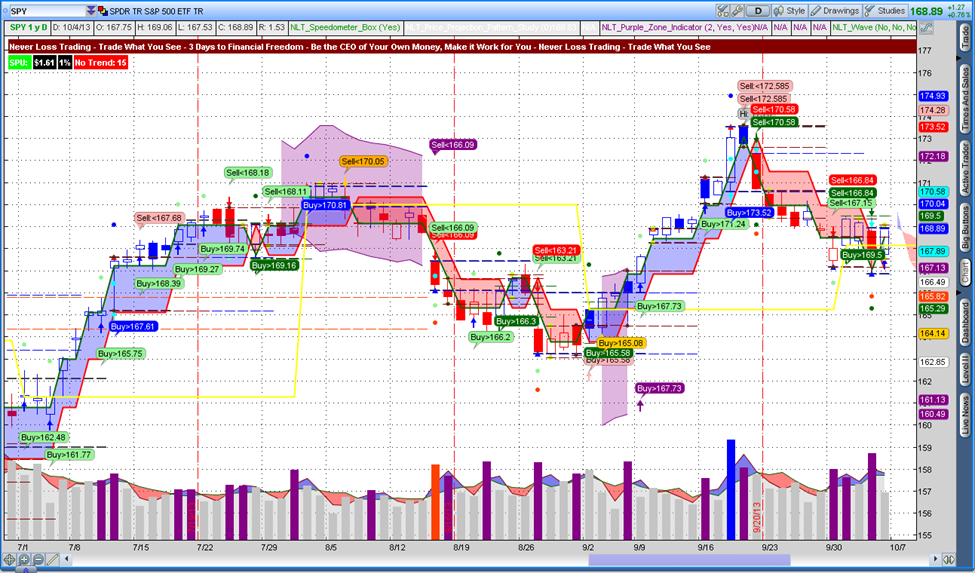 SPY SPDR TR S&P 500 ETF TR D Style Drawings Studies 168.89 +1.27 +0.76%
SPY 1 y D D: 10/4/13 O: 167.75 H: 169.06 L: 167.53 C: 168.89 R: 1.53 NLT_Speedometer_Box (Yes) NLT_Purple_Zone_Indicator (2, Yes, Yes) N/A N/A N/A N/A NLT_Wave (No, No, No
Never Loss Trading - Trade What You See - 3 Days to Financial Freedom - Be the CEO of Your Own Money, Make it Work for You - Never Loss Trading - Trade What You See
SPU: $1.61 1% No Trend: 15
177
176
Sell:<172.585
174.93
Sell<172.585
174.28
Sell<170.58
Hi
Sell<170.58
173.52
Sell<166.09
172.18
Sell<170.05
171
Sell<168.18
Sell<166.84
Sell<168.11
170.58
Sell<166.84
Buy>170.81
Sell<167.15
170.04
Buy>173.52
Sell<167.68
169.5
Sell<166.09
Buy>171.24
168.89
Buy>169.74
Sell<163.21
Sell<163.21
167.89
Buy>169.5
Buy>169.16
Buy>169.27
167.13
Buy>168.39
166.49
165.82
Buy>167.73
165.29
Buy>166.3
Buy>167.61
Buy>166.2
164.14
Buy>165.08
Buy>165.75
Buy>165.58
Buy>165.58
162.85
162
Buy>167.73
161.13
160.49
Buy>162.48
Buy>161.77
159
158
157
156
155
9/20/13
7/1 7/8 7/15 7/22 7/29 8/5 8/12 8/19 8/26 9/2 9/9 9/16 9/23 9/30 10/7
Trade
Times And Sales
Active Trader
Big Buttons
Chart
Dashboard
Level II
Live News